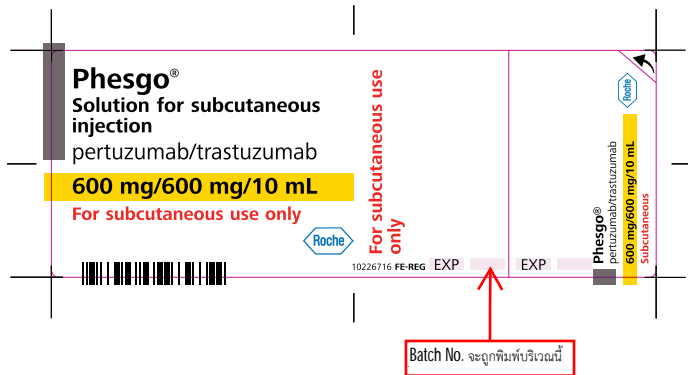 Phesgo®
Solution for subcutaneous
injection
pertuzumab/trastuzumab
600 mg/600 mg/10 mL
For subcutaneous use only
Roche
For subcutaneous use
only
10226716 FE-REG
EXP
EXP
Phesgo®
pertuzumab/trastuzumab
600 mg/600 mg/10 mL
Subcutaneous
Roche
Batch No. จะถูกพิมพ์บริเวณนี้